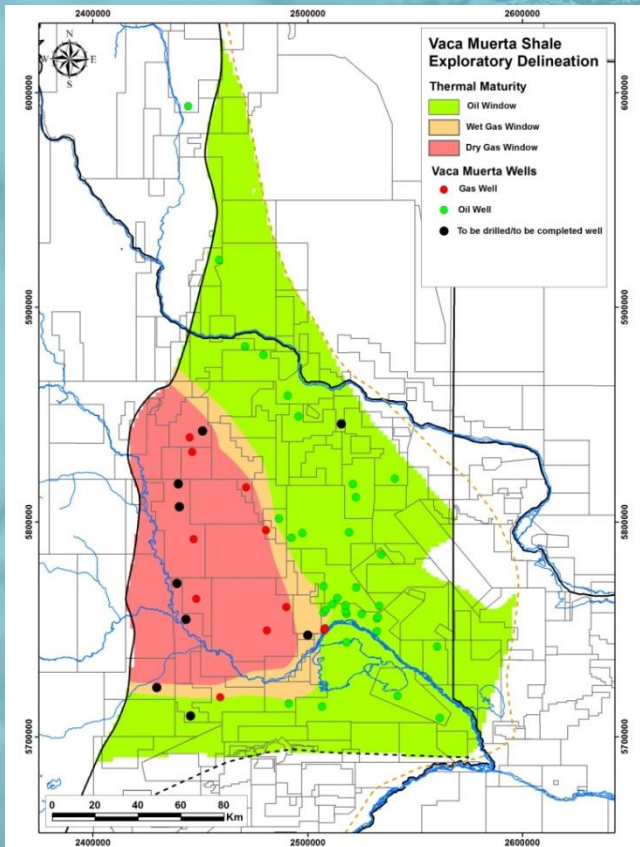 2400000
2500000
2600000
N
W
E
S
Vaca Muerta Shale
Exploratory Delineation
Thermal Maturity
Oil Window
Wet Gas Window
Dry Gas Window
Vaca Muerta Wells
Gas Well
Oil Well
To be drilled/to be completed well
6000000
6000000
5900000
5900000
5800000
5800000
5700000
5700000
0 20 40 60 80
Km
2400000
2500000
2600000